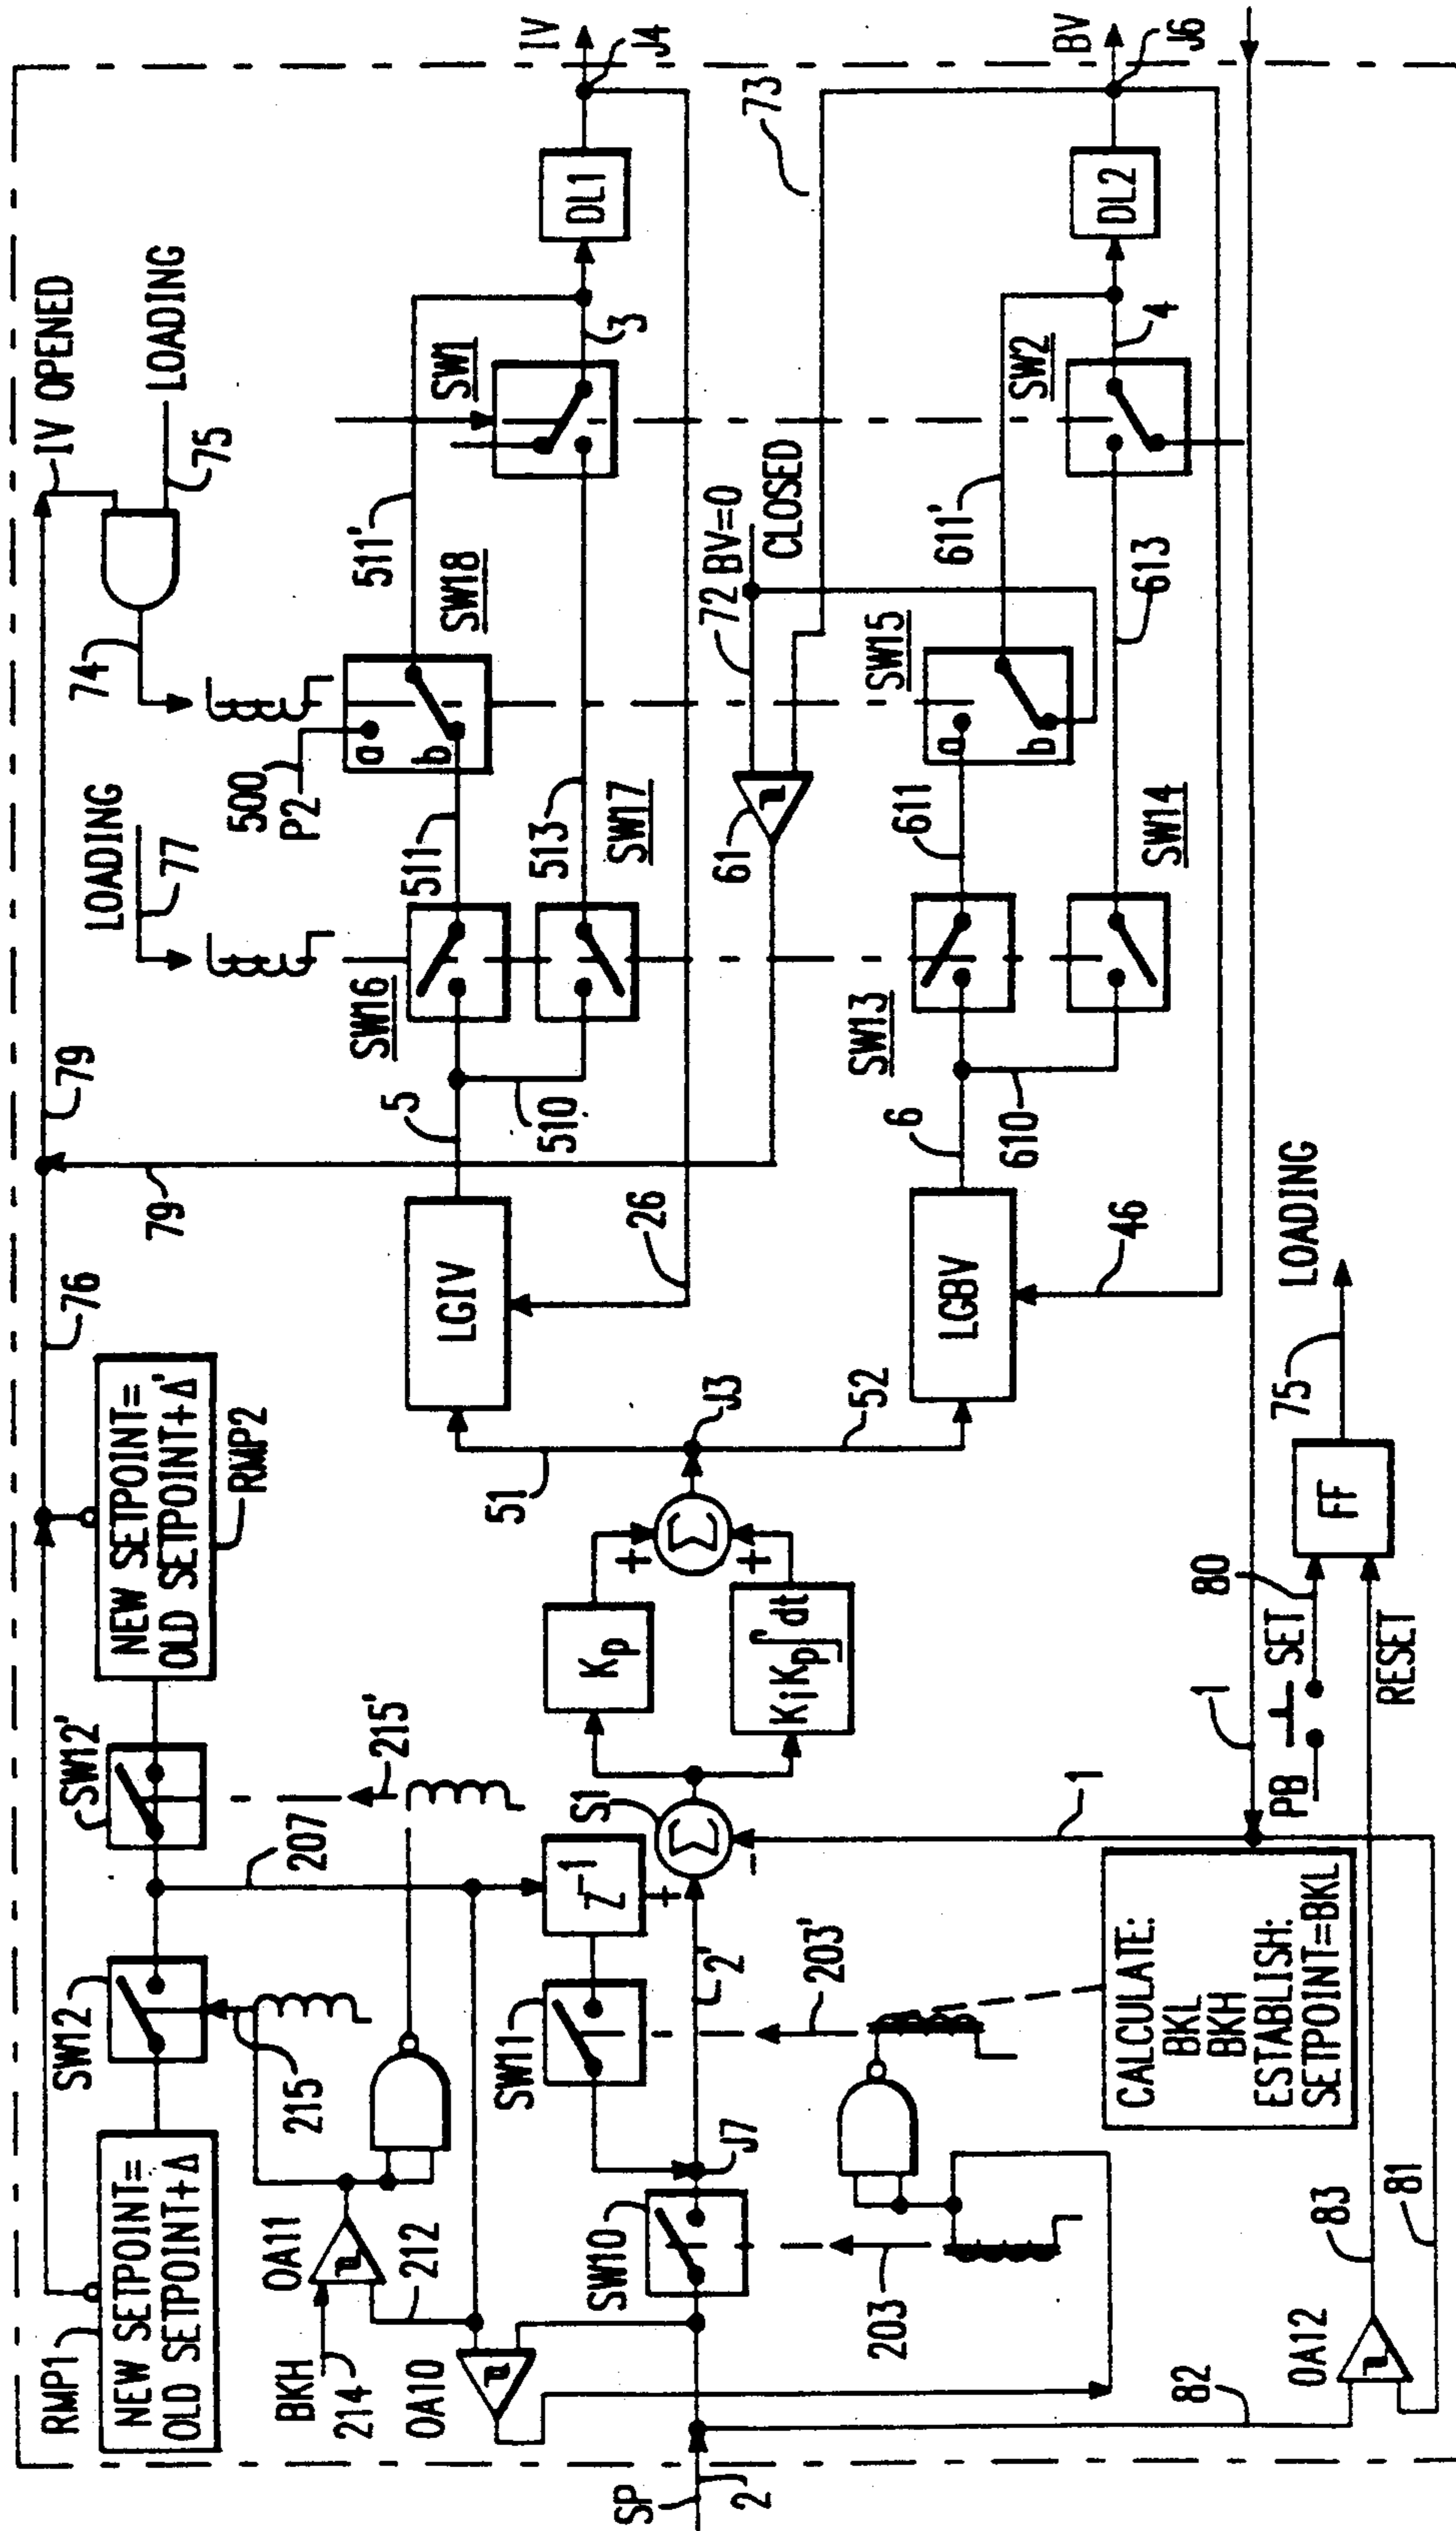 RMP1
NEW SETPOINT=
OLD SETPOINT+Δ
SW12
SW12'
NEW SETPOINT=
OLD SETPOINT+Δ'
RMP2
76
79
79
IV OPENED
LOADING
75
74
LOADING
77
500
P2
a
b
SW18
511'
511
SW16
SW17
513
SW1
3
DL1
IV
J4
5
510
LGIV
26
51
J3
52
215
215'
207
BKH
214
OA11
212
OA10
SW11
Z⁻¹
S1
Σ
+
-
Kp
KiKp∫dt
Σ
+
+
61
72
BV=0
CLOSED
73
SW15
a
b
611
611'
SW13
SW14
613
SW2
4
DL2
BV
J6
6
610
LGBV
46
SP
2
SW10
J7
2'
203
203'
1
1
CALCULATE:
BKL
BKH
ESTABLISH:
SETPOINT=BKL
PB
SET
80
FF
75
LOADING
RESET
82
OA12
83
81